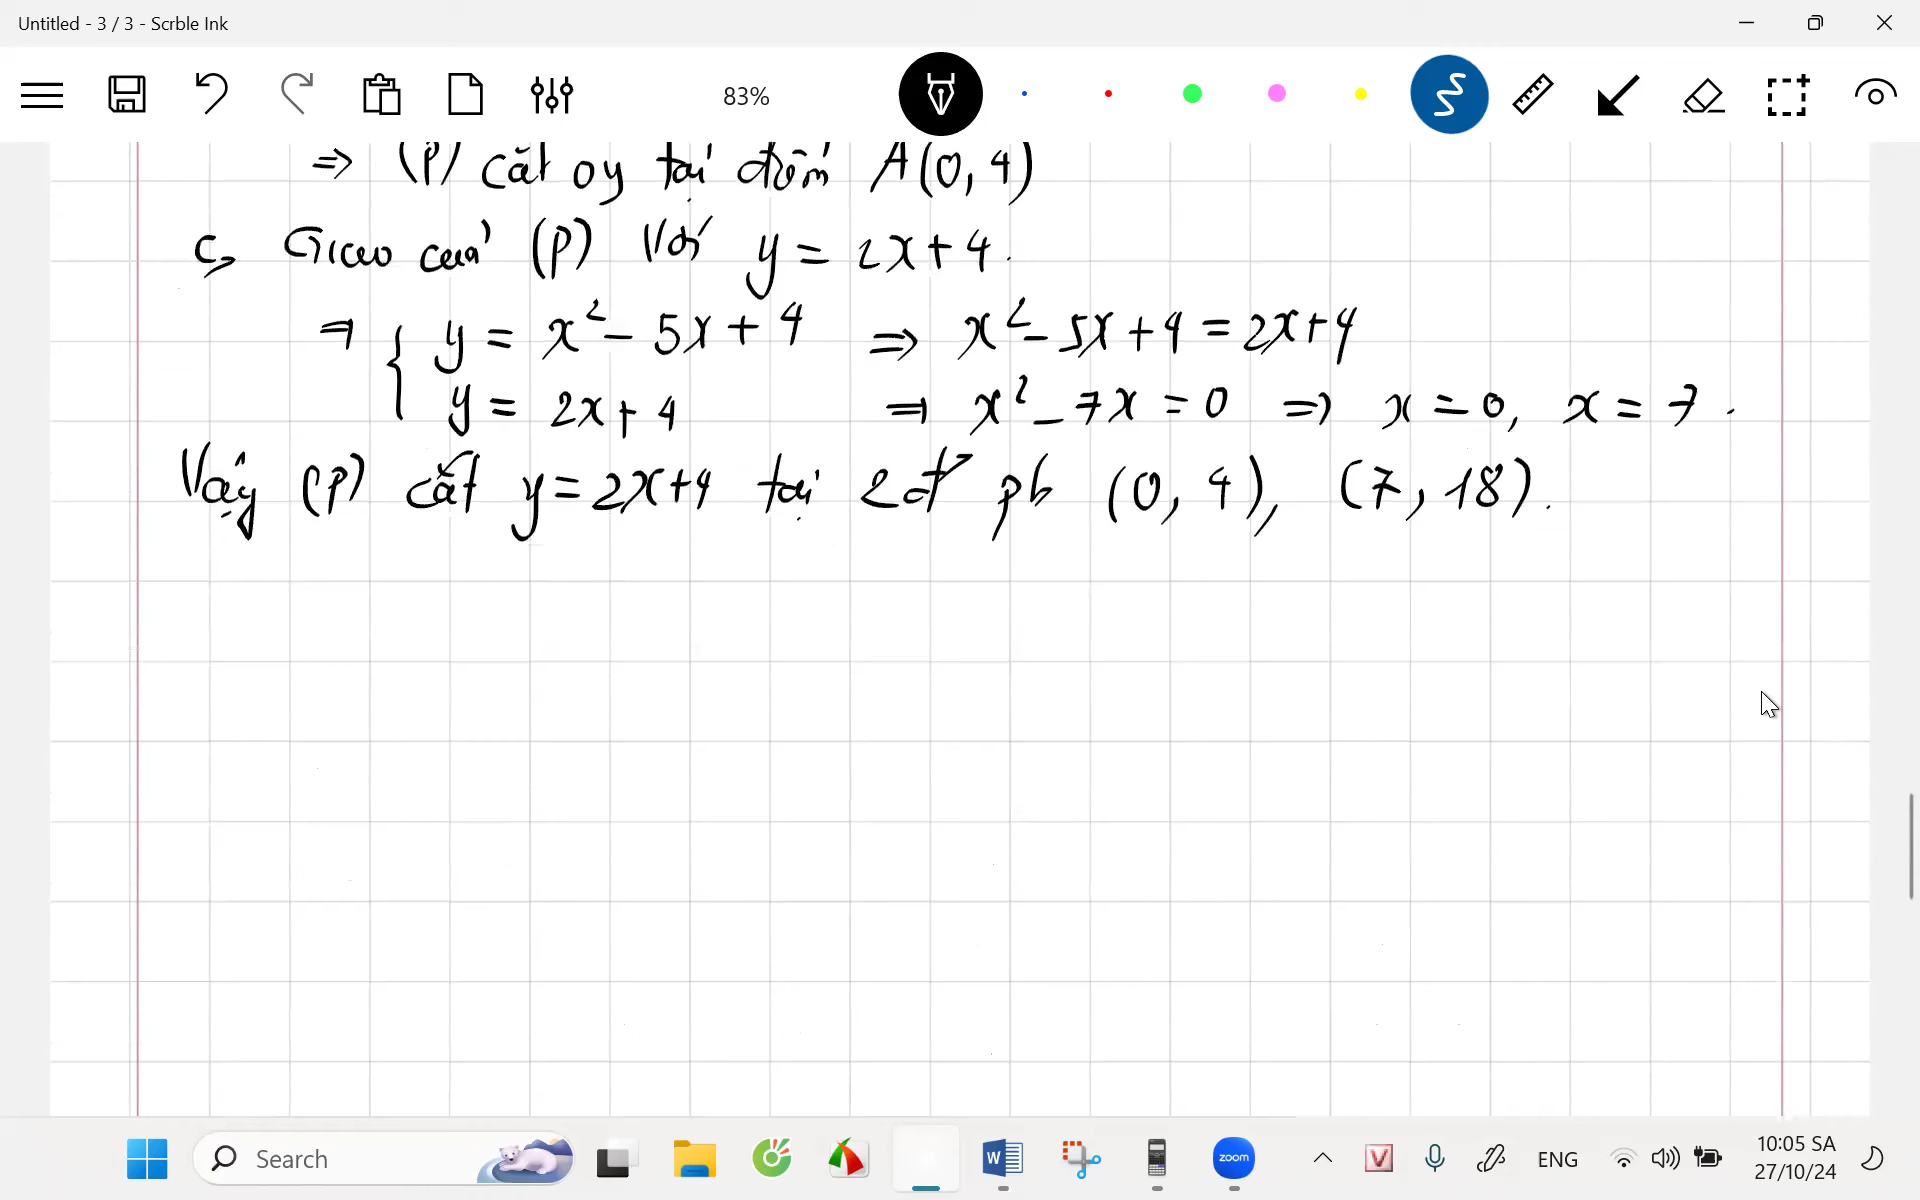 Untitled - 3 / 3 - Scrble Ink
83%
=> (P) cắt oy tại điểm A(0, 4)
c, Giao của (P) với y = 2x + 4.
=> { y = x² - 5x + 4 => x² - 5x + 4 = 2x + 4
y = 2x + 4 => x² - 7x = 0 => x = 0, x = 7.
Vậy (P) cắt y = 2x + 4 tại 2đ pb (0, 4), (7, 18).
Search
zoom
ENG
10:05 SA
27/10/24